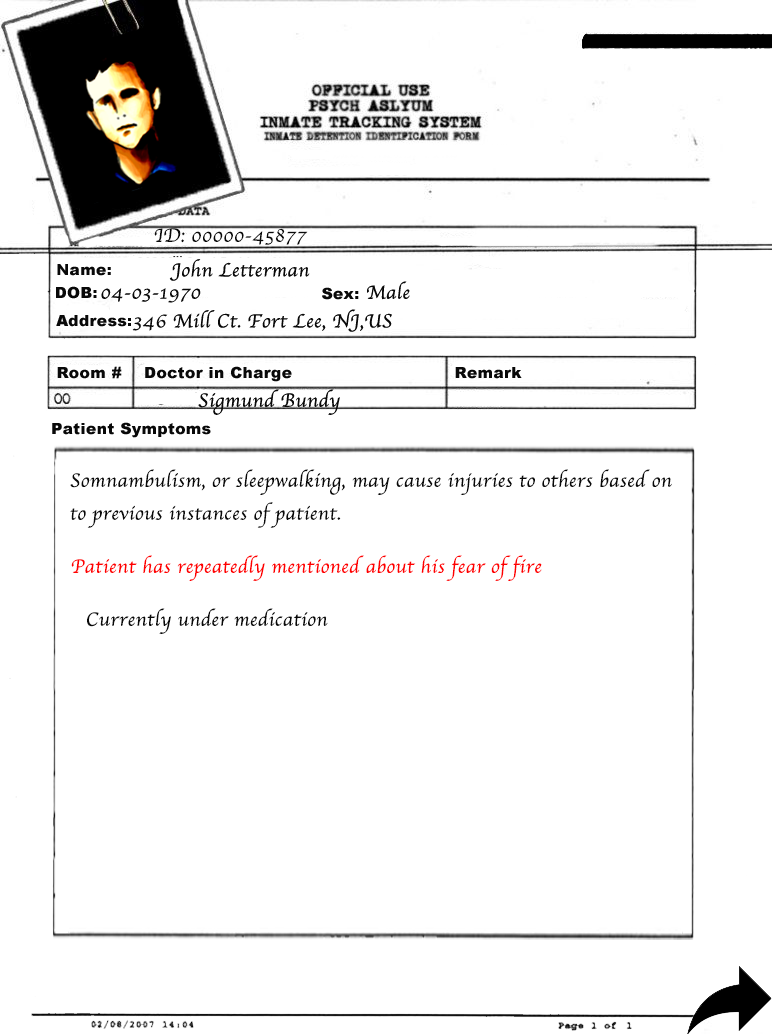 OFFICIAL USE
PSYCH ASLYUM
INMATE TRACKING SYSTEM
INMATE DETENTION IDENTIFICATION FORM
DATA
ID: 00000-45877
Name: John Letterman
DOB: 04-03-1970 Sex: Male
Address: 346 Mill Ct. Fort Lee, NJ,US
Room # Doctor in Charge Remark
00 Sigmund Bundy
Patient Symptoms
Somnambulism, or sleepwalking, may cause injuries to others based on
to previous instances of patient.
Patient has repeatedly mentioned about his fear of fire
Currently under medication
02/08/2007 14:04 Page 1 of 1